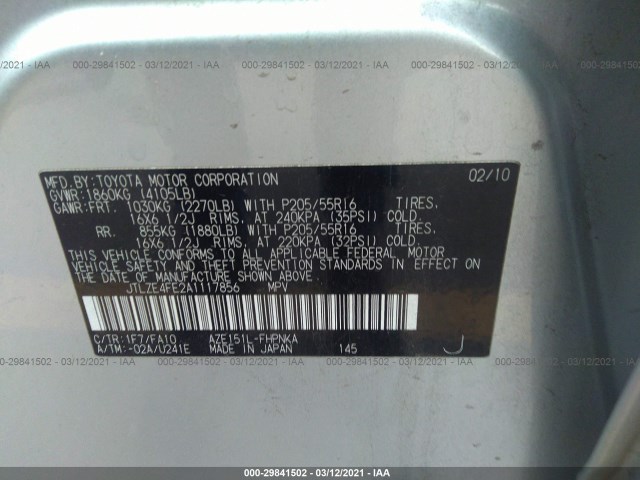 000-29841502 - 03/12/2021 - IAA
000-29841502 - 03/12/2021 - IAA
000-29841502 - 03/12/2021 - IAA
MFD.BY:TOYOTA MOTOR CORPORATION 02/10
GVWR:1860KG (4105LB)
GAWR:FRT. 1030KG (2270LB) WITH P205/55R16 TIRES.
16X6 1/2J RIMS, AT 240KPA (35PSI) COLD.
RR. 855KG (1880LB) WITH P205/55R16 TIRES.
16X6 1/2J RIMS, AT 220KPA (32PSI) COLD.
THIS VEHICLE CONFORMS TO ALL APPLICABLE FEDERAL MOTOR
VEHICLE SAFETY AND THEFT PREVENTION STANDARDS IN EFFECT ON
THE DATE OF MANUFACTURE SHOWN ABOVE.
JTLZE4FE2A1117856 MPV
C/TR:1F7/FA10 AZE151L-FHPNKA
A/TM:-02A/U241E MADE IN JAPAN 145 J
000-29841502 - 03/12/2021 - IAA
000-29841502 - 03/12/2021 - IAA
000-29841502 - 03/12/2021 - IAA
000-29841502 - 03/12/2021 - IAA